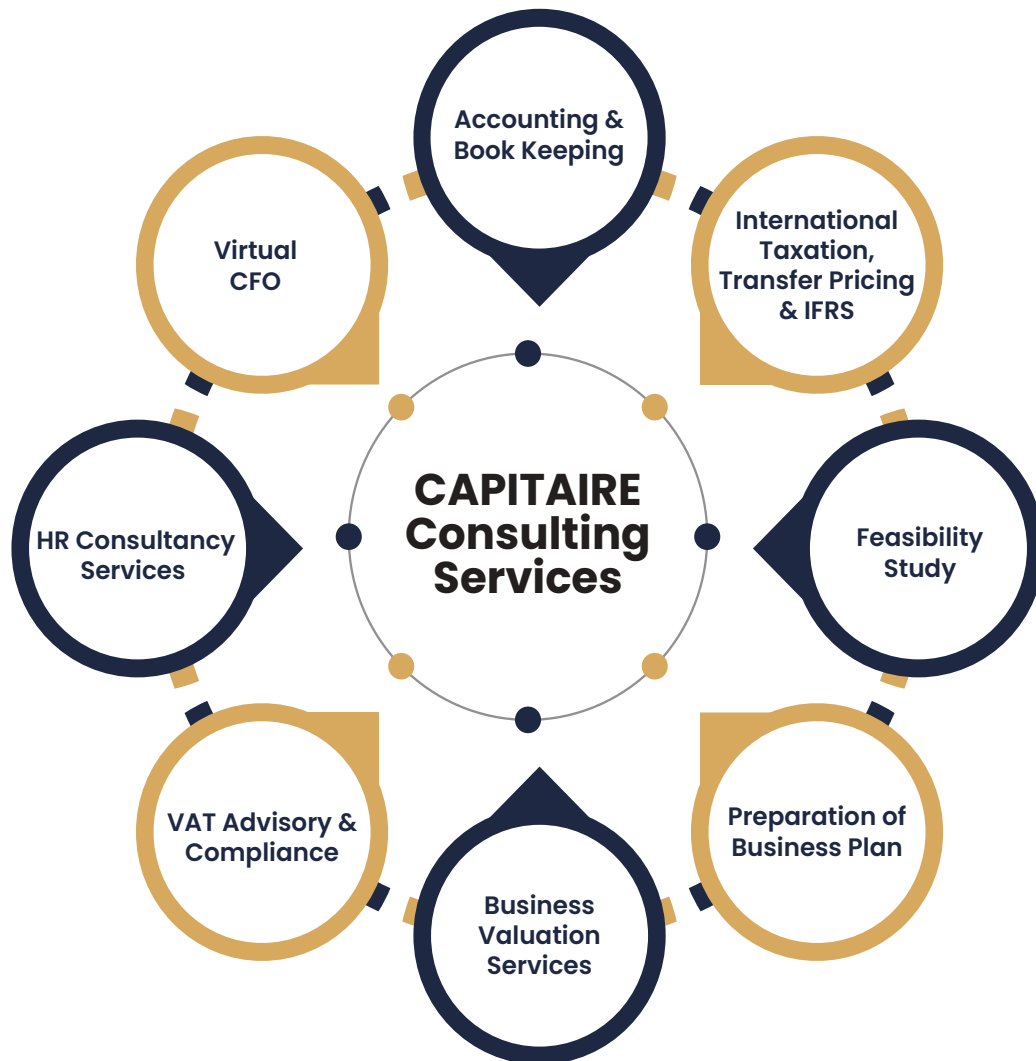 Accounting &
Book Keeping
International
Taxation,
Transfer Pricing
& IFRS
Virtual
CFO
CAPITAIRE
Consulting
Services
HR Consultancy
Services
Feasibility
Study
VAT Advisory &
Compliance
Preparation of
Business Plan
Business
Valuation
Services